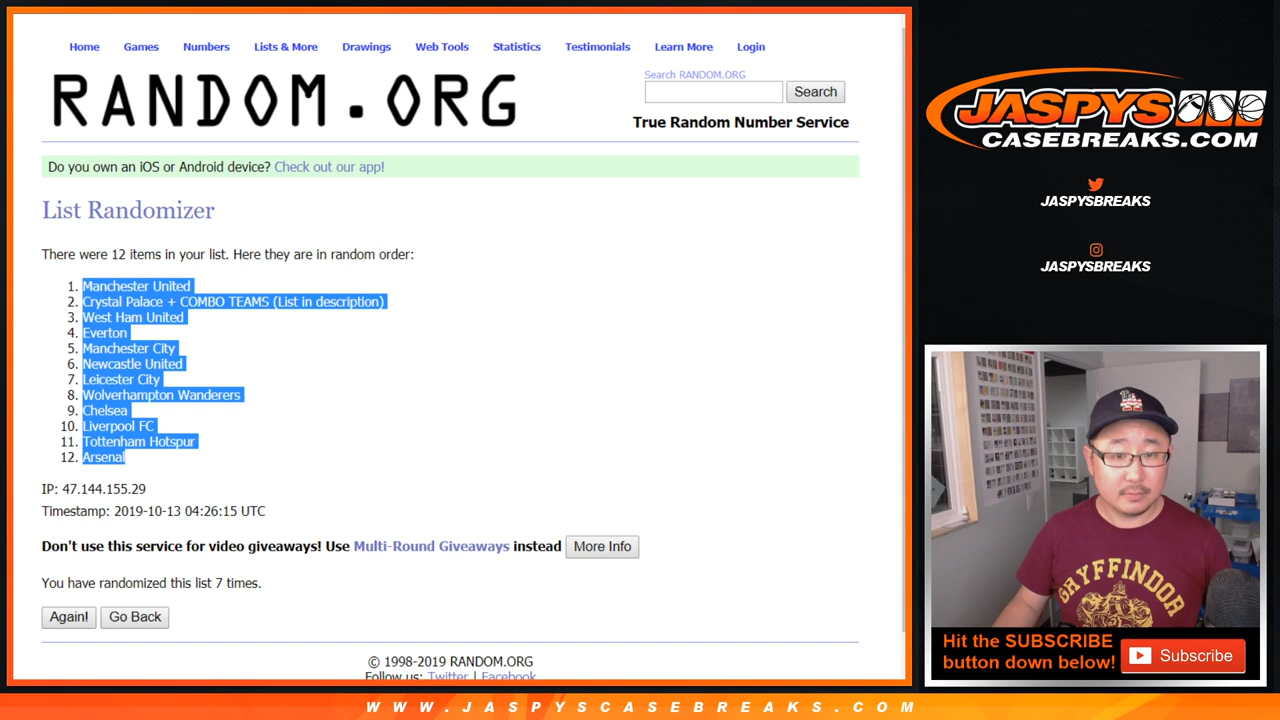 Home Games Numbers Lists & More Drawings Web Tools Statistics Testimonials Learn More Login
RANDOM.ORG
Search RANDOM.ORG
Search
True Random Number Service
Do you own an iOS or Android device? Check out our app!
List Randomizer
There were 12 items in your list. Here they are in random order:
1. Manchester United
2. Crystal Palace + COMBO TEAMS (List in description)
3. West Ham United
4. Everton
5. Manchester City
6. Newcastle United
7. Leicester City
8. Wolverhampton Wanderers
9. Chelsea
10. Liverpool FC
11. Tottenham Hotspur
12. Arsenal
IP: 47.144.155.29
Timestamp: 2019-10-13 04:26:15 UTC
Don't use this service for video giveaways! Use Multi-Round Giveaways instead More Info
You have randomized this list 7 times.
Again! Go Back
© 1998-2019 RANDOM.ORG
Follow us: Twitter | Facebook
JASPYS
CASEBREAKS.COM
JASPYSBREAKS
JASPYSBREAKS
GRYFFINDOR
Hit the SUBSCRIBE
button down below!
Subscribe
WWW.JASPYSCASEBREAKS.COM